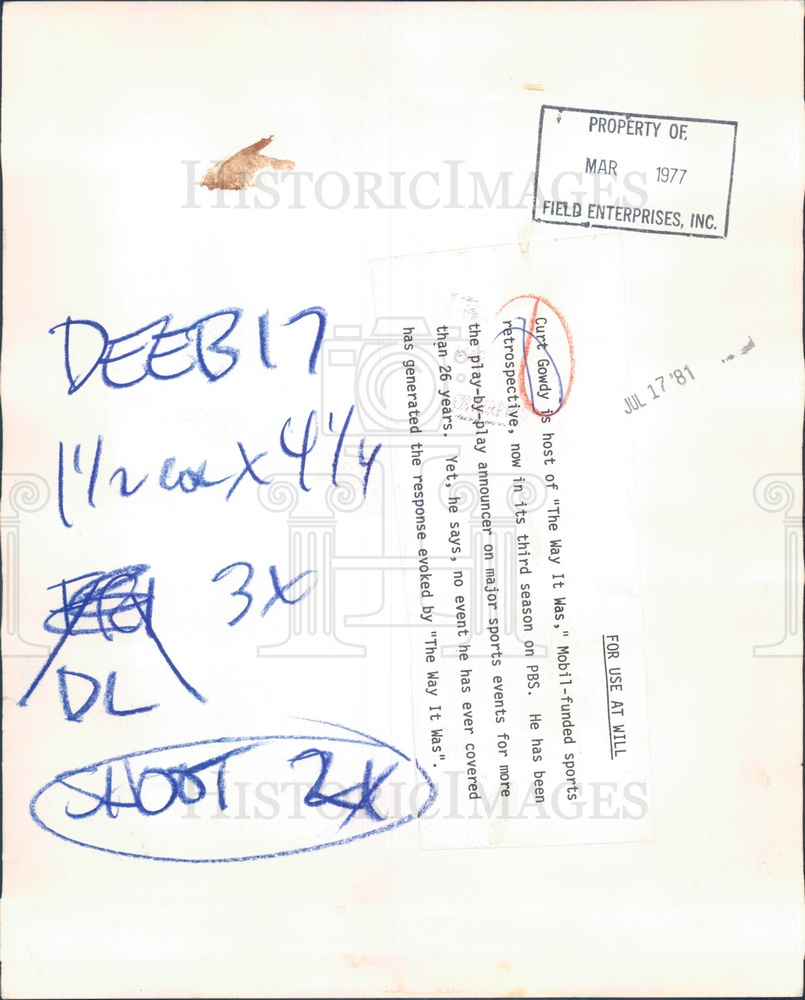 PROPERTY OF
MAR 1977
FIELD ENTERPRISES, INC.
HISTORICIMAGES
FOR USE AT WILL
Curt Gowdy is host of "The Way It Was," Mobil-funded sports
retrospective, now in its third season on PBS. He has been
the play-by-play announcer on major sports events for more
than 26 years. Yet, he says, no event he has ever covered
has generated the response evoked by "The Way It Was".
JUL 17 '81
DEEB 17
1 1/2 col x 4 1/4
3x
DL
SHOOT 2x
HISTORICIMAGES